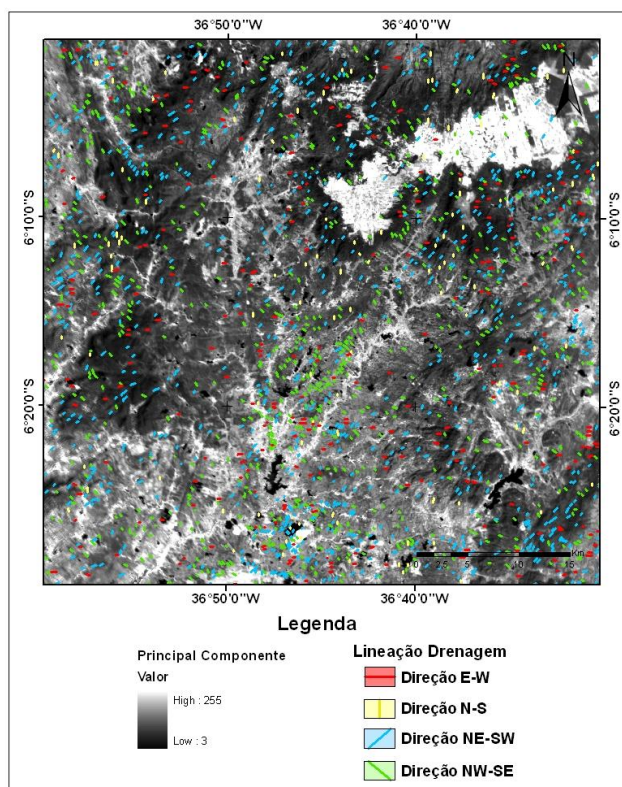 36°50'0"W 36°40'0"W
N
6°10'0"S 6°10'0"S
6°20'0"S 6°20'0"S
Km
0 2.5 5 10 15
36°50'0"W 36°40'0"W
Legenda
Principal Componente
Valor
High : 255
Low : 3
Lineação Drenagem
Direção E-W
Direção N-S
Direção NE-SW
Direção NW-SE